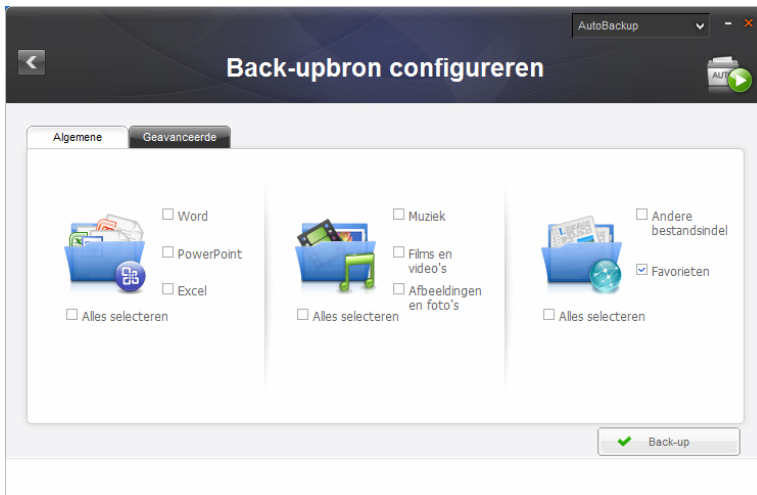 AutoBackup
Back-upbron configureren
AUT
Algemene
Geavanceerde
Word
PowerPoint
Excel
Alles selecteren
Muziek
Films en
video's
Afbeeldingen
en foto's
Alles selecteren
Andere
bestandsindel
Favorieten
Alles selecteren
Back-up